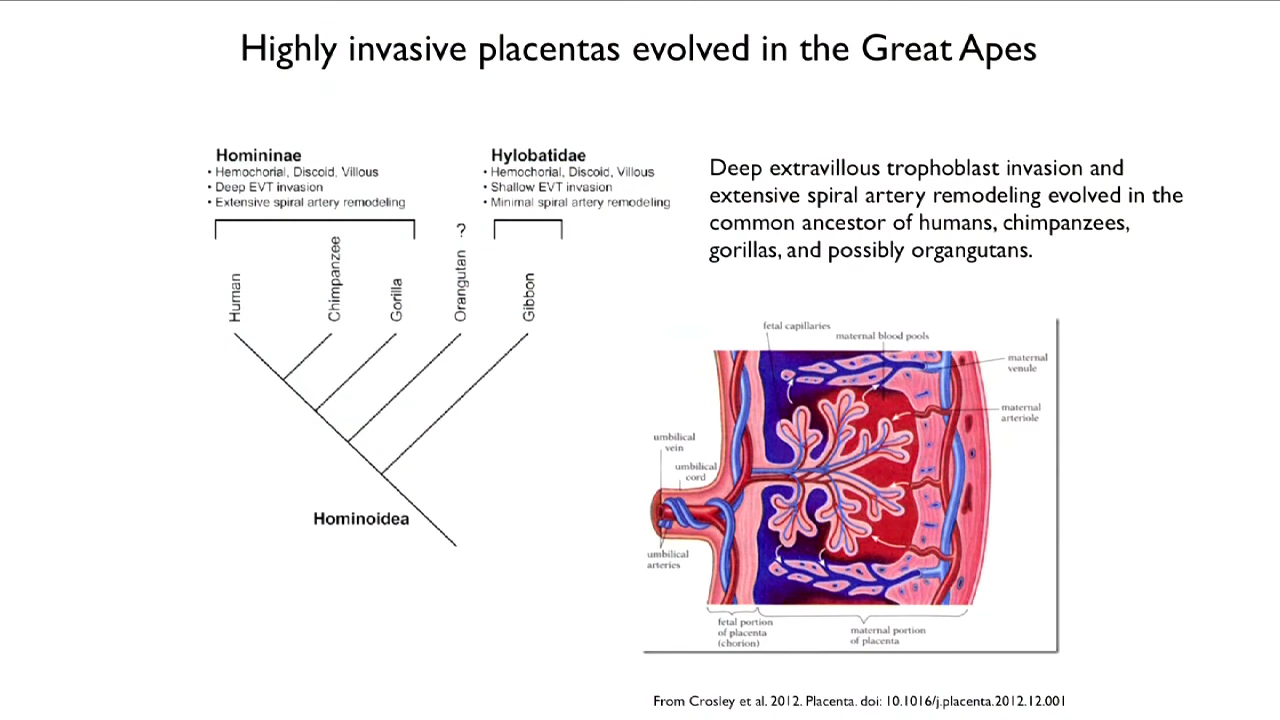 Highly invasive placentas evolved in the Great Apes
Homininae
• Hemochorial, Discoid, Villous
• Deep EVT invasion
• Extensive spiral artery remodeling
Hylobatidae
• Hemochorial, Discoid, Villous
• Shallow EVT invasion
• Minimal spiral artery remodeling
?
Human
Chimpanzee
Gorilla
Orangutan
Gibbon
Hominoidea
Deep extravillous trophoblast invasion and
extensive spiral artery remodeling evolved in the
common ancestor of humans, chimpanzees,
gorillas, and possibly organgutans.
fetal capillaries
maternal blood pools
maternal
venule
maternal
arteriole
umbilical
vein
umbilical
cord
umbilical
arteries
fetal portion
of placenta
(chorion)
maternal portion
of placenta
From Crosley et al. 2012. Placenta. doi: 10.1016/j.placenta.2012.12.001